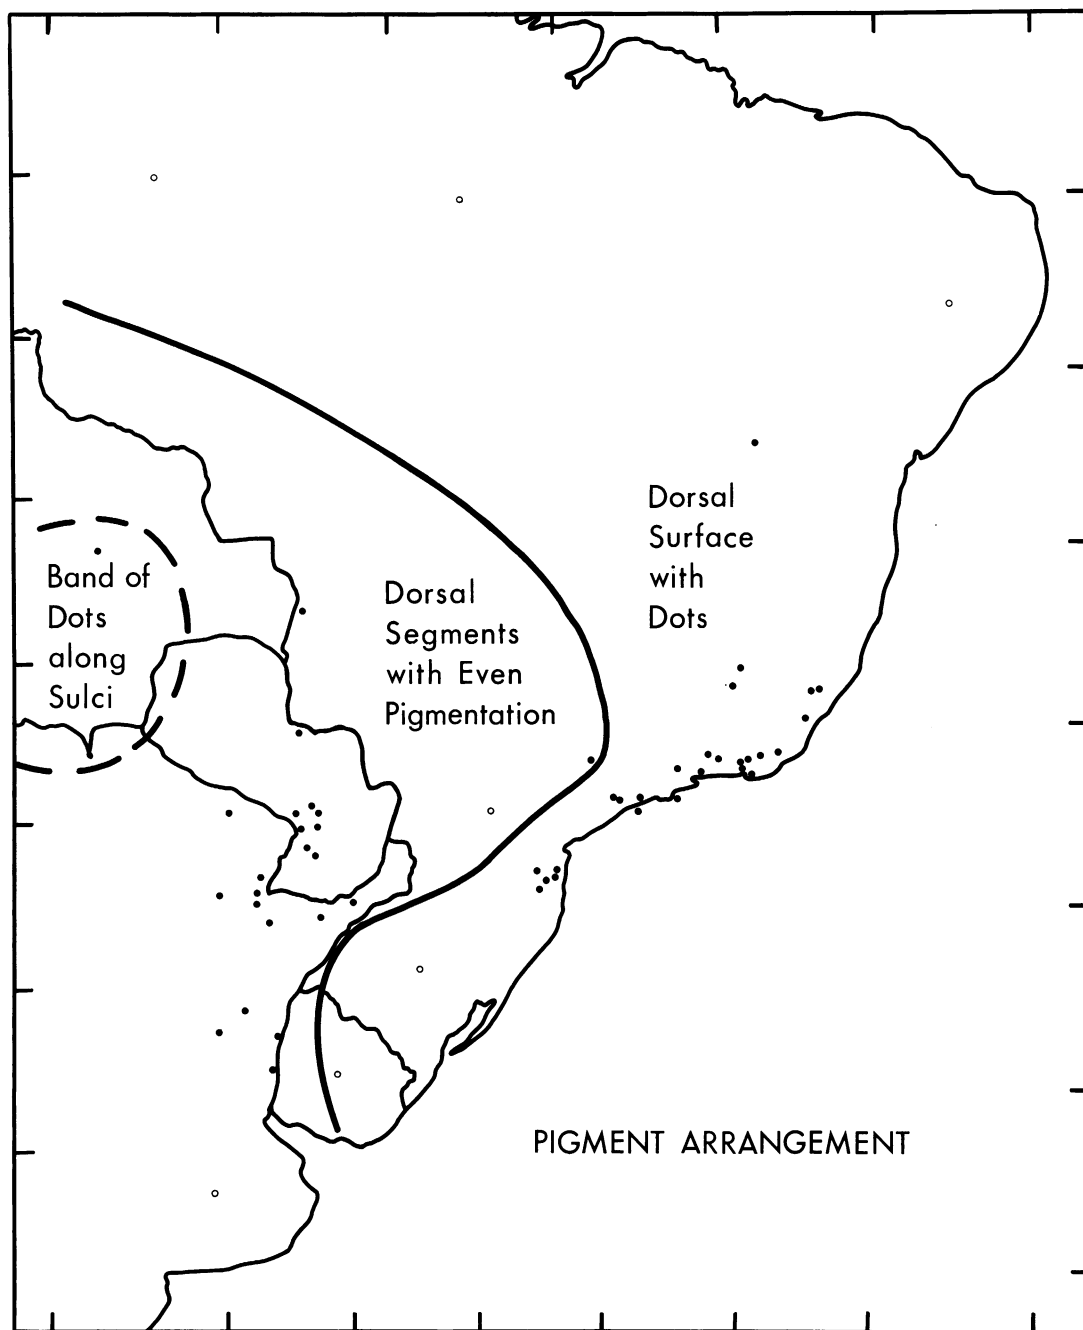 Dorsal
Surface
with
Dots
Band of
Dots
along
Sulci
Dorsal
Segments
with Even
Pigmentation
PIGMENT ARRANGEMENT